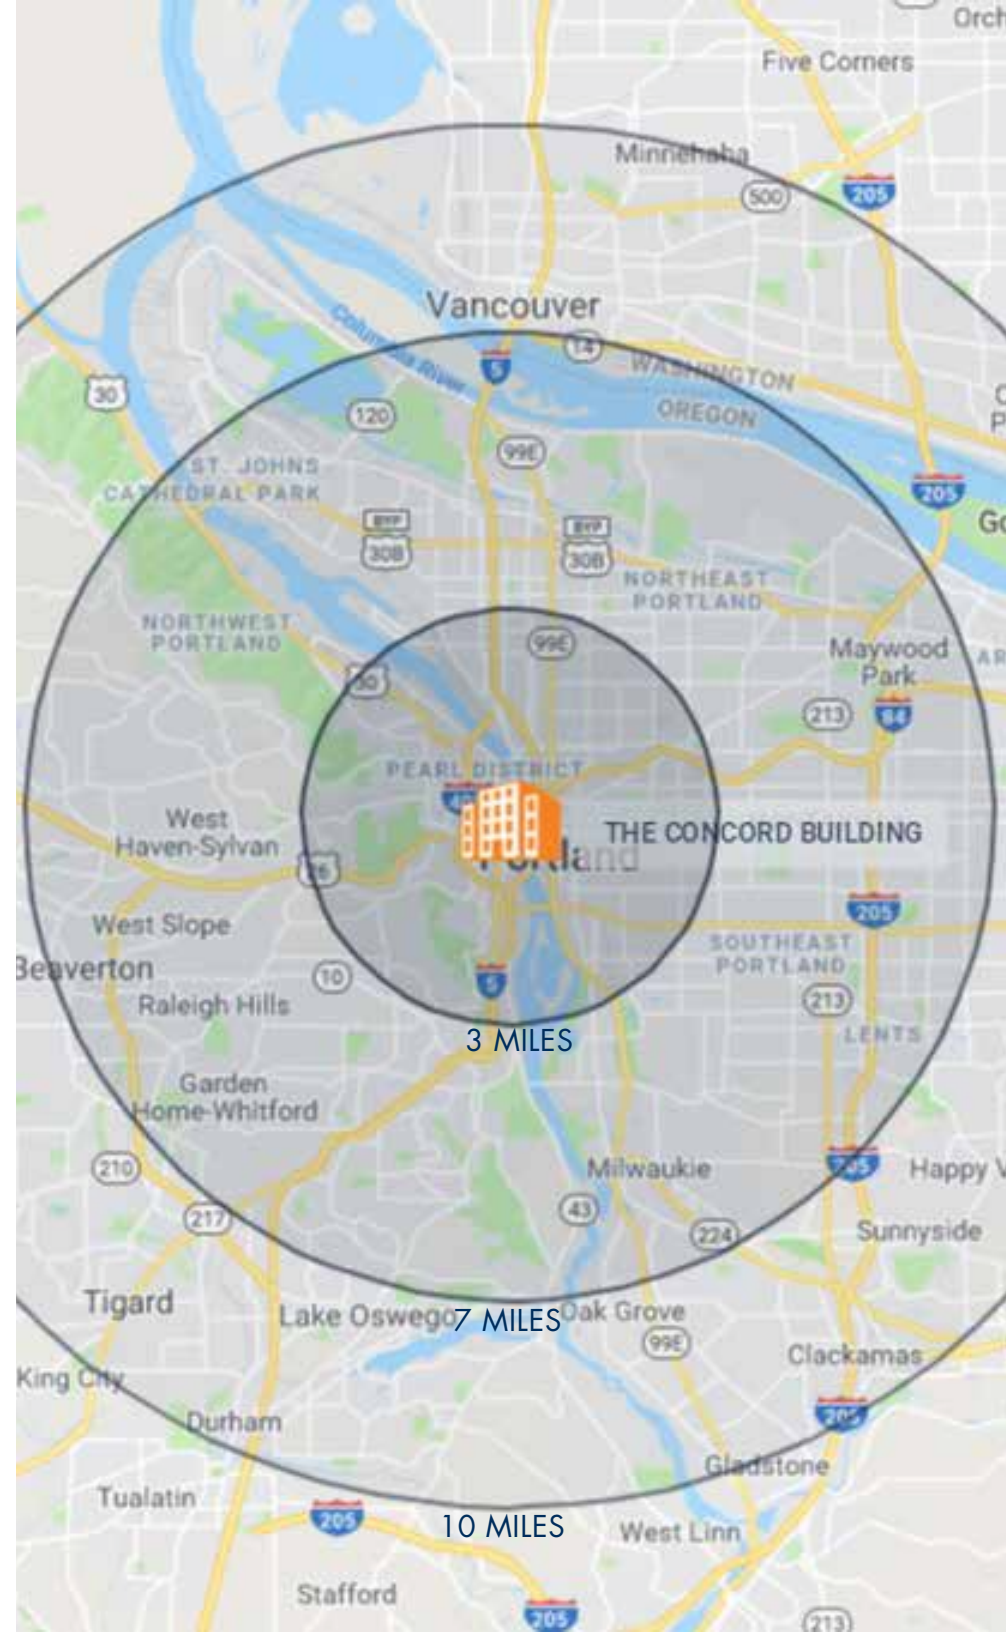 Orch
Five Corners
Minnehaha
500
205
Vancouver
Columbia River
5
14
WASHINGTON
OREGON
30
120
99E
ST. JOHNS
CATHEDRAL PARK
205
BYP
30B
BYP
30B
NORTHEAST
PORTLAND
NORTHWEST
PORTLAND
99E
Maywood
Park
AR
30
213
84
PEARL DISTRICT
West
Haven-Sylvan
THE CONCORD BUILDING
Portland
26
West Slope
205
Beaverton
SOUTHEAST
PORTLAND
10
5
Raleigh Hills
213
3 MILES
LENTS
Garden
Home-Whitford
210
Milwaukie
205
Happy V
217
43
224
Sunnyside
Tigard
Lake Oswego
7 MILES
Oak Grove
99E
Clackamas
King City
Durham
205
Gladstone
Tualatin
205
10 MILES
West Linn
Stafford
205
213